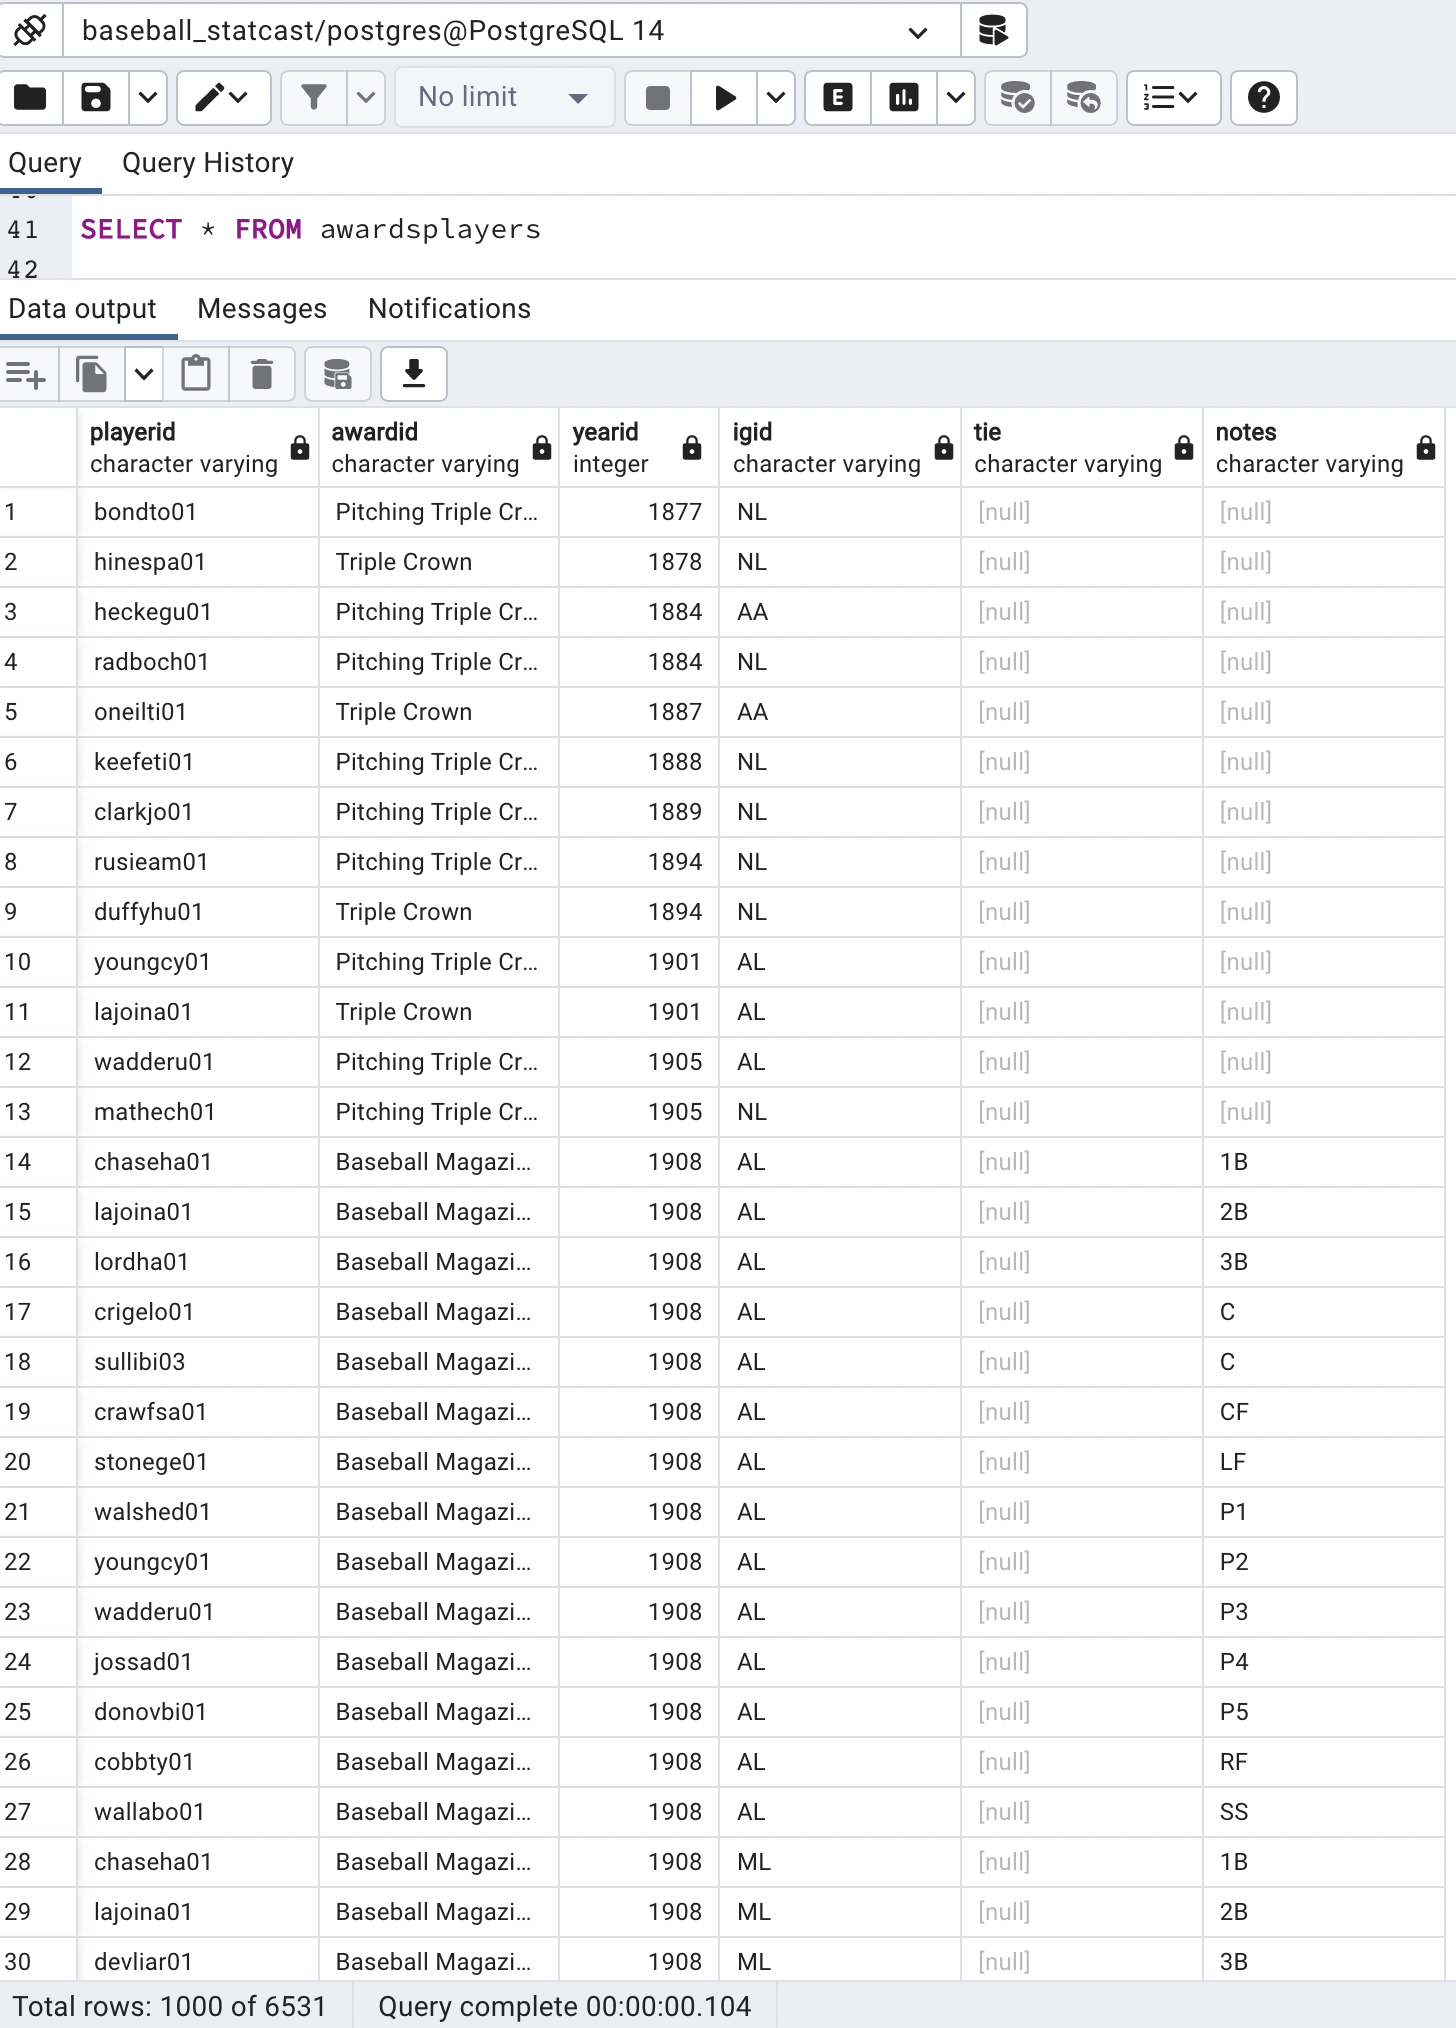 baseball_statcast/postgres@PostgreSQL 14
No limit
E
Query Query History
41 SELECT * FROM awardsplayers
42
Data output Messages Notifications
playerid awardid yearid igid tie notes
character varying character varying integer character varying character varying character varying
1 bondto01 Pitching Triple Cr... 1877 NL [null] [null]
2 hinespa01 Triple Crown 1878 NL [null] [null]
3 heckegu01 Pitching Triple Cr... 1884 AA [null] [null]
4 radboch01 Pitching Triple Cr... 1884 NL [null] [null]
5 oneilti01 Triple Crown 1887 AA [null] [null]
6 keefeti01 Pitching Triple Cr... 1888 NL [null] [null]
7 clarkjo01 Pitching Triple Cr... 1889 NL [null] [null]
8 rusieam01 Pitching Triple Cr... 1894 NL [null] [null]
9 duffyhu01 Triple Crown 1894 NL [null] [null]
10 youngcy01 Pitching Triple Cr... 1901 AL [null] [null]
11 lajoina01 Triple Crown 1901 AL [null] [null]
12 wadderu01 Pitching Triple Cr... 1905 AL [null] [null]
13 mathech01 Pitching Triple Cr... 1905 NL [null] [null]
14 chaseha01 Baseball Magazi... 1908 AL [null] 1B
15 lajoina01 Baseball Magazi... 1908 AL [null] 2B
16 lordha01 Baseball Magazi... 1908 AL [null] 3B
17 crigelo01 Baseball Magazi... 1908 AL [null] C
18 sullibi03 Baseball Magazi... 1908 AL [null] C
19 crawfsa01 Baseball Magazi... 1908 AL [null] CF
20 stonege01 Baseball Magazi... 1908 AL [null] LF
21 walshed01 Baseball Magazi... 1908 AL [null] P1
22 youngcy01 Baseball Magazi... 1908 AL [null] P2
23 wadderu01 Baseball Magazi... 1908 AL [null] P3
24 jossad01 Baseball Magazi... 1908 AL [null] P4
25 donovbi01 Baseball Magazi... 1908 AL [null] P5
26 cobbty01 Baseball Magazi... 1908 AL [null] RF
27 wallabo01 Baseball Magazi... 1908 AL [null] SS
28 chaseha01 Baseball Magazi... 1908 ML [null] 1B
29 lajoina01 Baseball Magazi... 1908 ML [null] 2B
30 devliar01 Baseball Magazi... 1908 ML [null] 3B
Total rows: 1000 of 6531 Query complete 00:00:00.104